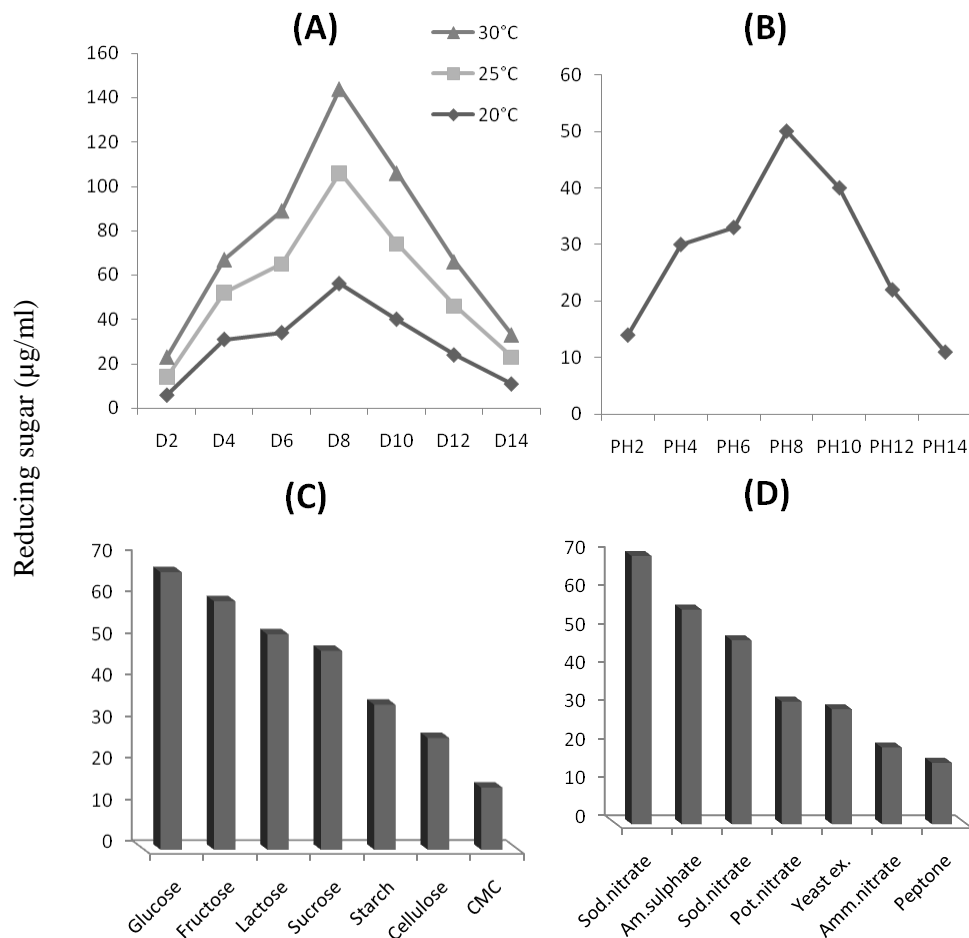 (A)
30°C
25°C
20°C
160
140
120
100
80
60
40
20
0
D2 D4 D6 D8 D10 D12 D14
(B)
60
50
40
30
20
10
0
PH2 PH4 PH6 PH8 PH10 PH12 PH14
Reducing sugar (µg/ml)
(C)
70
60
50
40
30
20
10
0
Glucose Fructose Lactose Sucrose Starch Cellulose CMC
(D)
70
60
50
40
30
20
10
0
Sod.nitrate Am.sulphate Sod.nitrate Pot.nitrate Yeast ex. Amm.nitrate Peptone